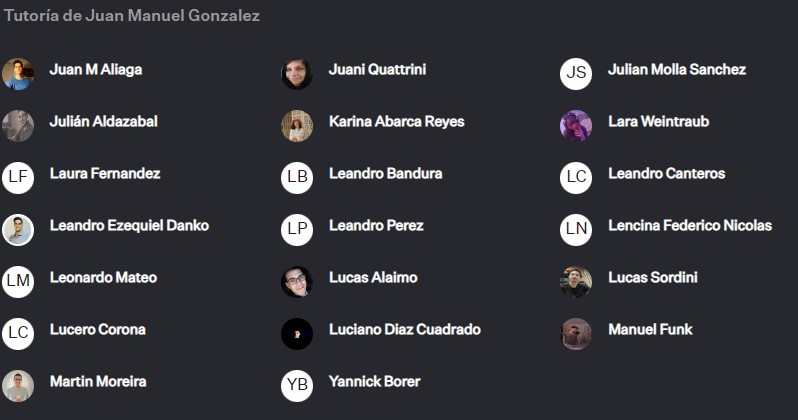 Tutoría de Juan Manuel Gonzalez
Juan M Aliaga
Juani Quattrini
JS Julian Molla Sanchez
Julián Aldazabal
Karina Abarca Reyes
Lara Weintraub
LF Laura Fernandez
LB Leandro Bandura
LC Leandro Canteros
Leandro Ezequiel Danko
LP Leandro Perez
LN Lencina Federico Nicolas
LM Leonardo Mateo
Lucas Alaimo
Lucas Sordini
LC Lucero Corona
Luciano Diaz Cuadrado
Manuel Funk
Martin Moreira
YB Yannick Borer